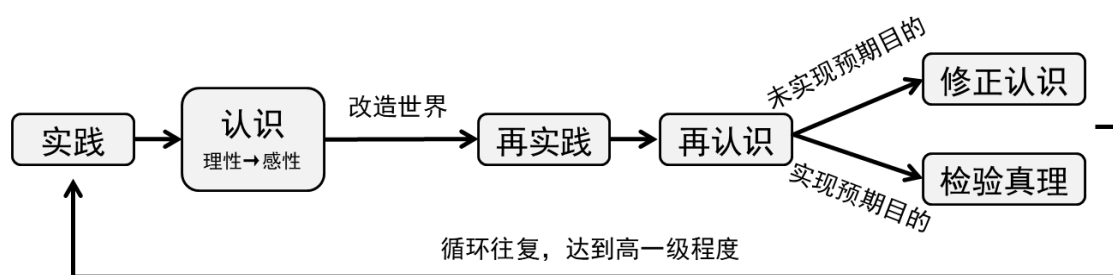 实践
认识
理性→感性
改造世界
再实践
再认识
未实现预期目的
修正认识
实现预期目的
检验真理
循环往复，达到高一级程度